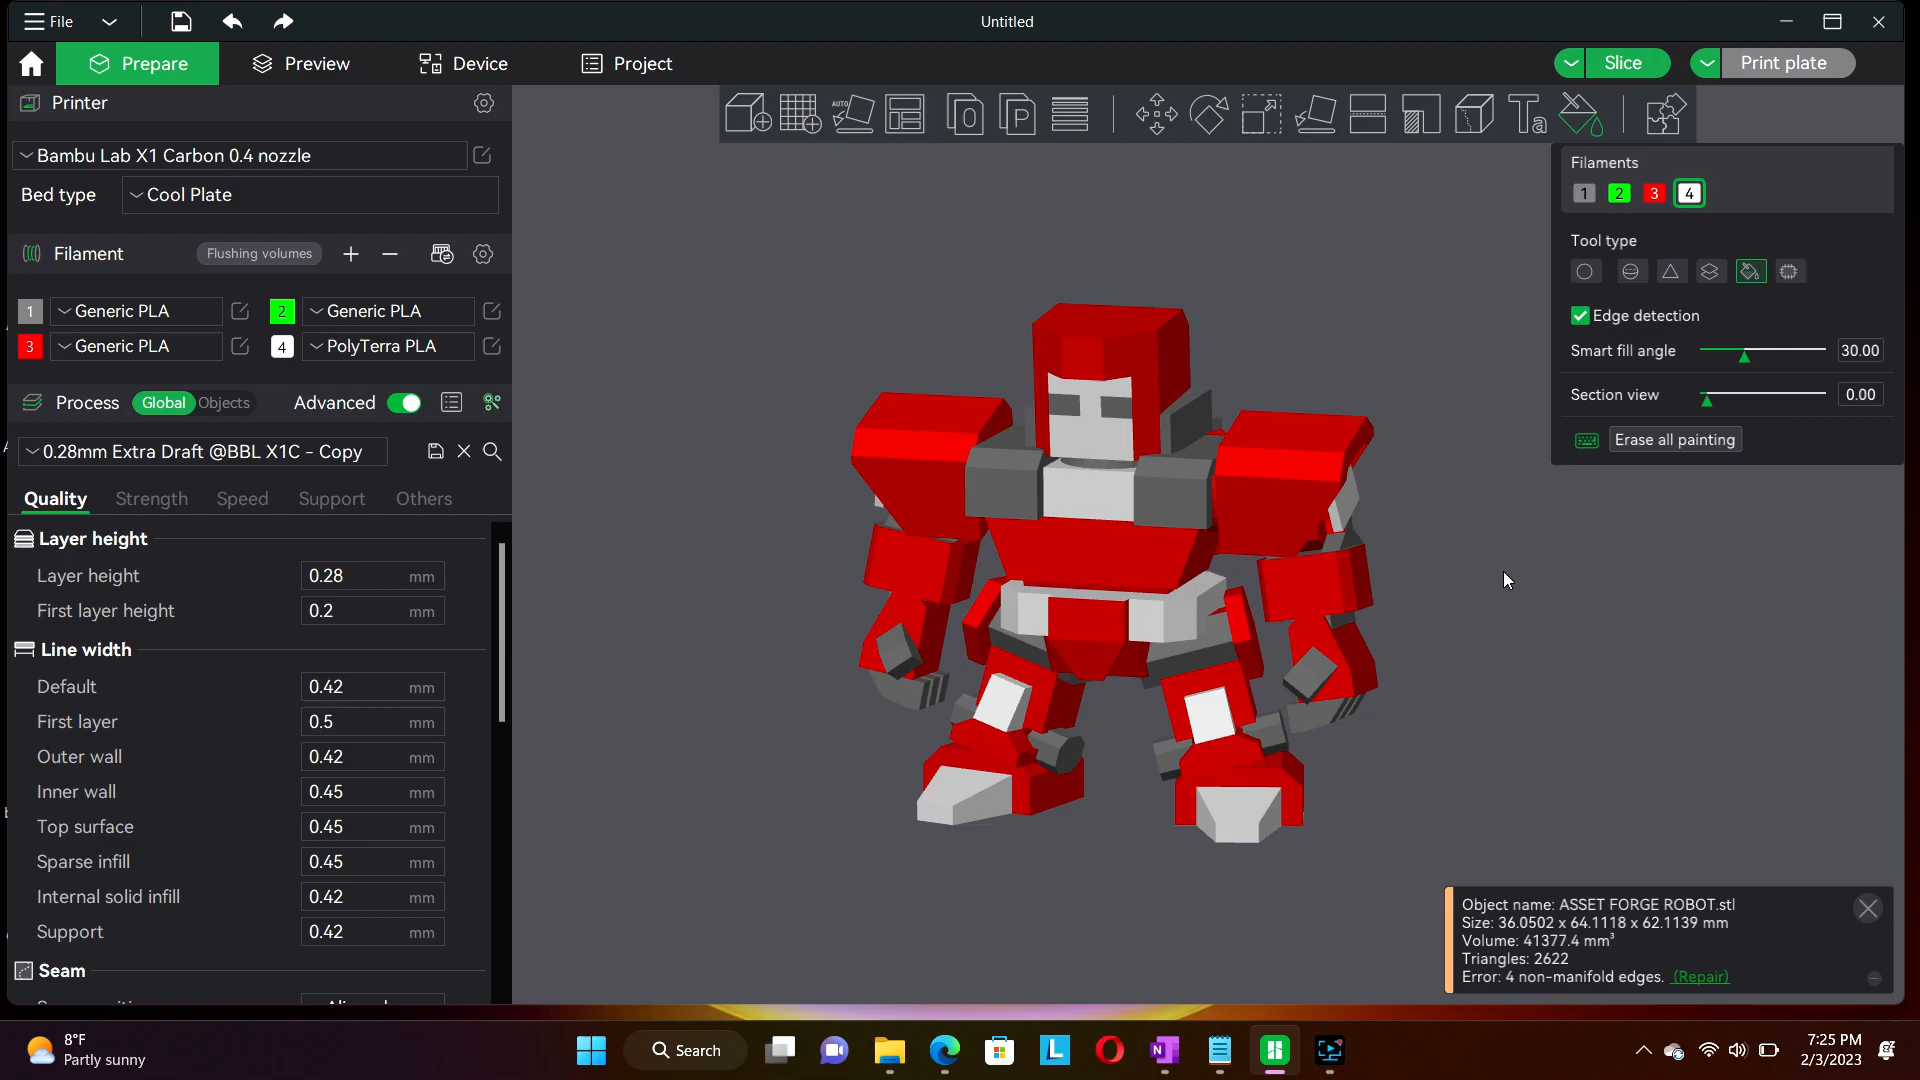 File
Untitled
Prepare
Preview
Device
Project
Slice
Print plate
Printer
Bambu Lab X1 Carbon 0.4 nozzle
Bed type
Cool Plate
Filament
Flushing volumes
1 Generic PLA
2 Generic PLA
3 Generic PLA
4 PolyTerra PLA
Process Global Objects Advanced
0.28mm Extra Draft @BBL X1C - Copy
Quality Strength Speed Support Others
Layer height
Layer height 0.28 mm
First layer height 0.2 mm
Line width
Default 0.42 mm
First layer 0.5 mm
Outer wall 0.42 mm
Inner wall 0.45 mm
Top surface 0.45 mm
Sparse infill 0.45 mm
Internal solid infill 0.42 mm
Support 0.42 mm
Seam
AUTO
O
P
Ta
Filaments
1 2 3 4
Tool type
Edge detection
Smart fill angle 30.00
Section view 0.00
Erase all painting
Object name: ASSET FORGE ROBOT.stl
Size: 36.0502 x 64.1118 x 62.1139 mm
Volume: 41377.4 mm³
Triangles: 2622
Error: 4 non-manifold edges. (Repair)
8°F
Partly sunny
Search
L
N
7:25 PM
2/3/2023